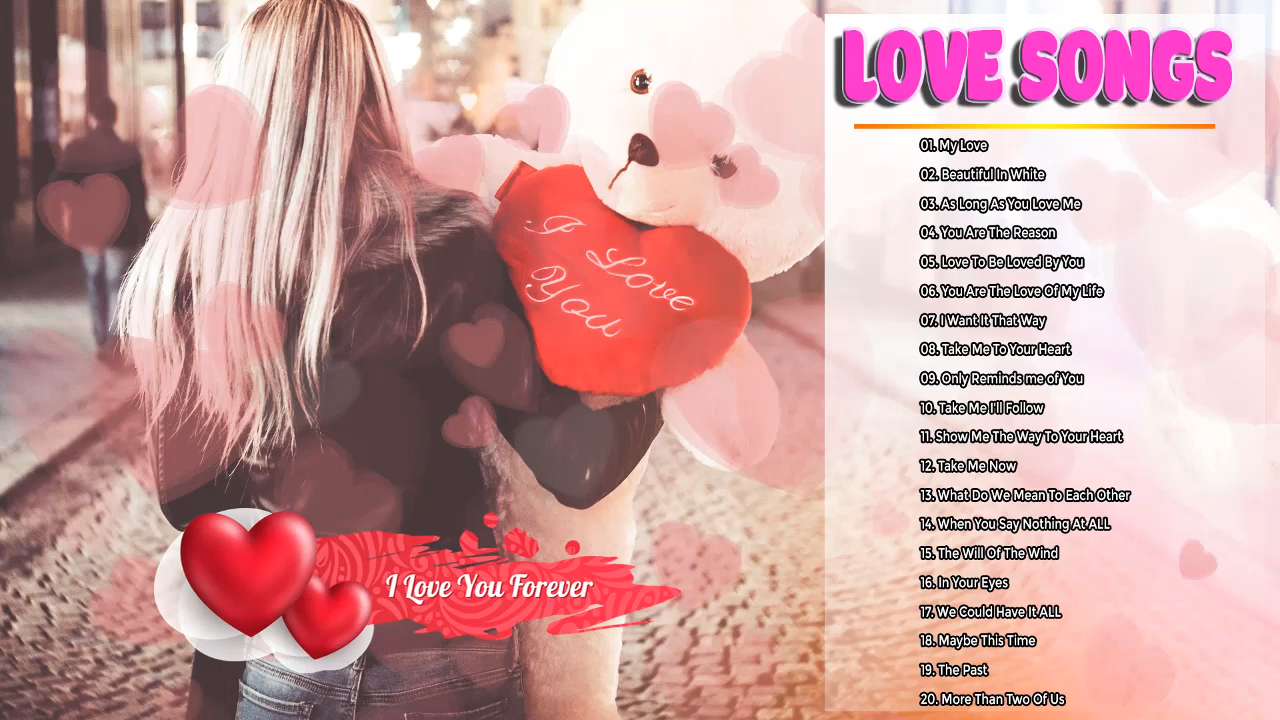 I Love
You
I Love You Forever
LOVE SONGS
01. My Love
02. Beautiful In White
03. As Long As You Love Me
04. You Are The Reason
05. Love To Be Loved By You
06. You Are The Love Of My Life
07. I Want It That Way
08. Take Me To Your Heart
09. Only Reminds me of You
10. Take Me I'll Follow
11. Show Me The Way To Your Heart
12. Take Me Now
13. What Do We Mean To Each Other
14. When You Say Nothing At ALL
15. The Will Of The Wind
16. In Your Eyes
17. We Could Have It ALL
18. Maybe This Time
19. The Past
20. More Than Two Of Us